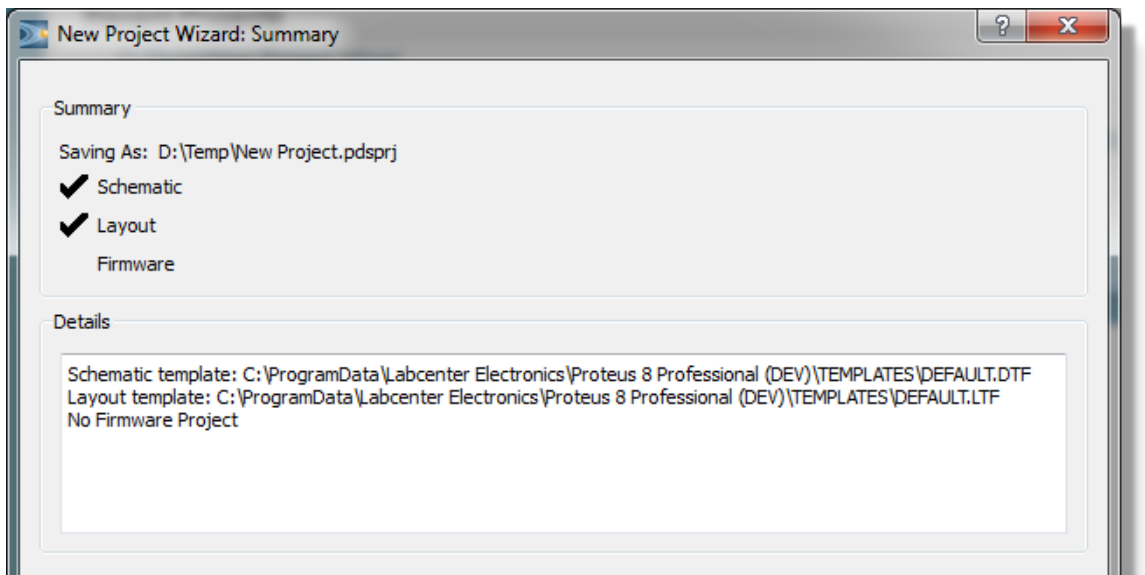 New Project Wizard: Summary
Summary
Saving As: D:\Temp\New Project.pdsprj
Schematic
Layout
Firmware
Details
Schematic template: C:\ProgramData\Labcenter Electronics\Proteus 8 Professional (DEV)\TEMPLATES\DEFAULT.DTF
Layout template: C:\ProgramData\Labcenter Electronics\Proteus 8 Professional (DEV)\TEMPLATES\DEFAULT.LTF
No Firmware Project